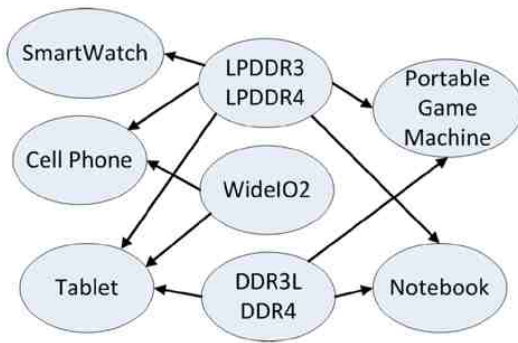 SmartWatch
LPDDR3
LPDDR4
Portable
Game
Machine
Cell Phone
WideIO2
Tablet
DDR3L
DDR4
Notebook